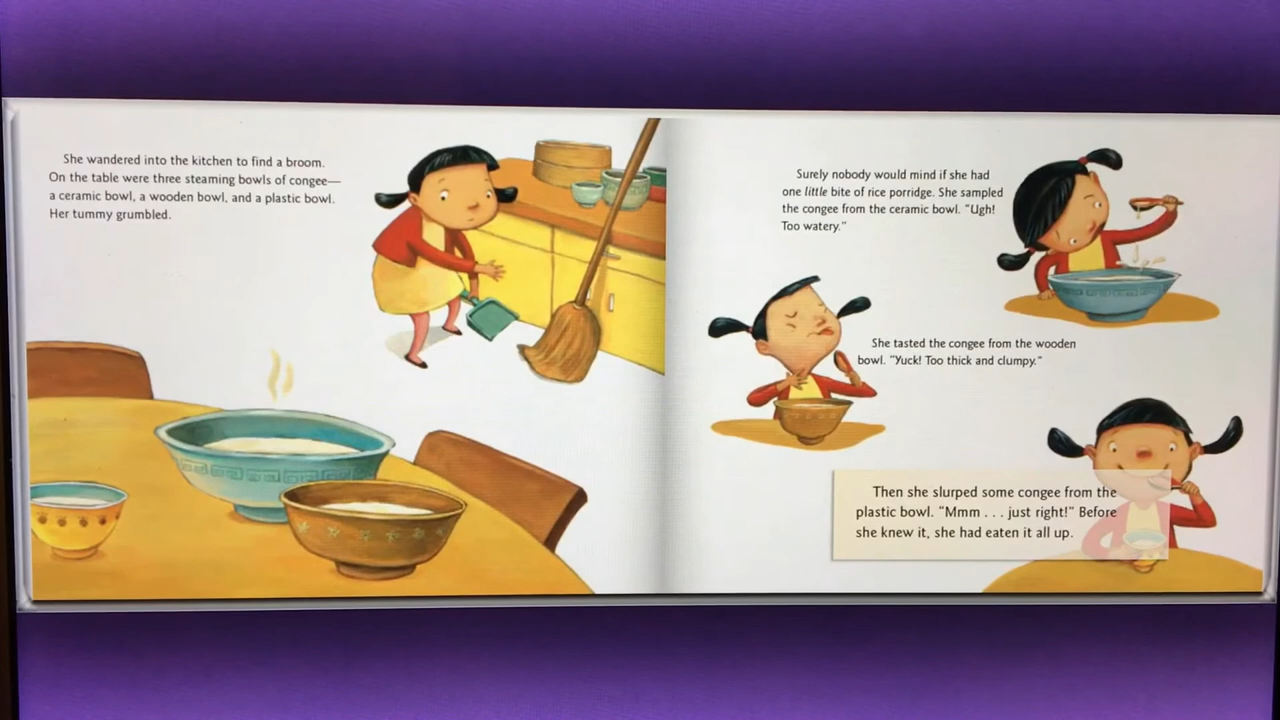 She wandered into the kitchen to find a broom.
On the table were three steaming bowls of congee—
a ceramic bowl, a wooden bowl, and a plastic bowl.
Her tummy grumbled.
Surely nobody would mind if she had
one little bite of rice porridge. She sampled
the congee from the ceramic bowl. “Ugh!
Too watery.”
She tasted the congee from the wooden
bowl. “Yuck! Too thick and clumpy.”
Then she slurped some congee from the
plastic bowl. “Mmm . . . just right!” Before
she knew it, she had eaten it all up.